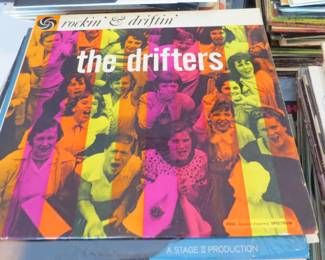 rockin' & driftin'
the drifters
A STAGE II PRODUCTION